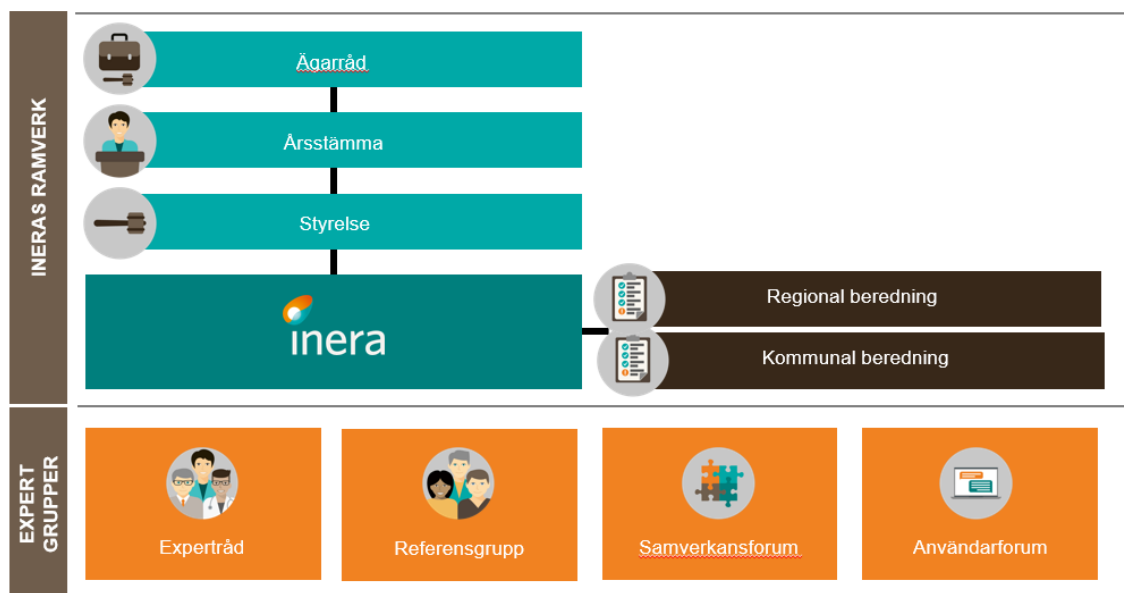 INERAS RAMVERK
Ägarråd
Årsstämma
Styrelse
inera
Regional beredning
Kommunal beredning
EXPERT
GRUPPER
Expertråd
Referensgrupp
Samverkansforum
Användarforum